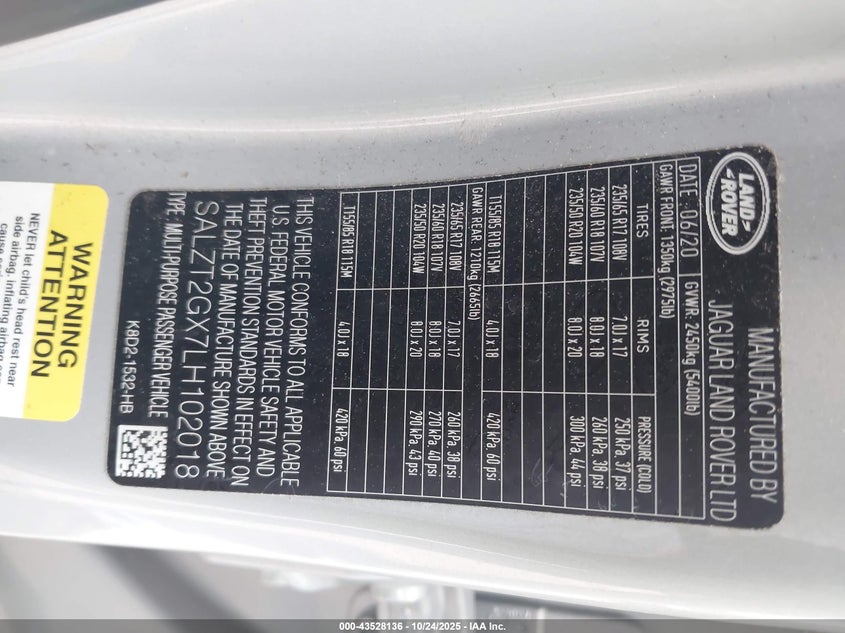 LAND
ROVER
MANUFACTURED BY
JAGUAR LAND ROVER LTD
DATE: 06/20 GVWR: 2450kg (5400lb)
GAWR FRONT: 1350kg (2975lb)
TIRES RIMS PRESSURE (COLD)
235/65 R17 108V 7.0J x 17 250 kPa, 37 psi
235/60 R18 107V 8.0J x 18 260 kPa, 38 psi
235/50 R20 104W 8.0J x 20 300 kPa, 44 psi
T155/85 R18 115M 4.0J x 18 420 kPa, 60 psi
GAWR REAR: 1210kg (2665lb)
235/65 R17 108V 7.0J x 17 260 kPa, 38 psi
235/60 R18 107V 8.0J x 18 270 kPa, 40 psi
235/50 R20 104W 8.0J x 20 290 kPa, 43 psi
T155/85 R18 115M 4.0J x 18 420 kPa, 60 psi
THIS VEHICLE CONFORMS TO ALL APPLICABLE
U.S. FEDERAL MOTOR VEHICLE SAFETY AND
THEFT PREVENTION STANDARDS IN EFFECT ON
THE DATE OF MANUFACTURE SHOWN ABOVE
SALZT2GX7LH102018
TYPE: MULTI-PURPOSE PASSENGER VEHICLE
K8D2-1532-HB
WARNING
ATTENTION
NEVER let child's head rest near
side airbag, inflating airbag can
cause
000-43528136 - 10/24/2025 - IAA Inc.